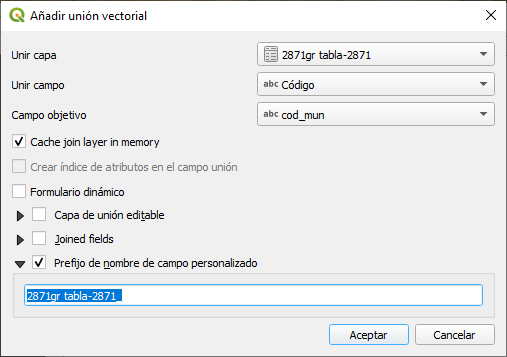 Añadir unión vectorial
Unir capa 2871gr tabla-2871
Unir campo abc Código
Campo objetivo abc cod_mun
Cache join layer in memory
Crear índice de atributos en el campo unión
Formulario dinámico
Capa de unión editable
Joined fields
Prefijo de nombre de campo personalizado
2871gr tabla-2871_
Aceptar Cancelar